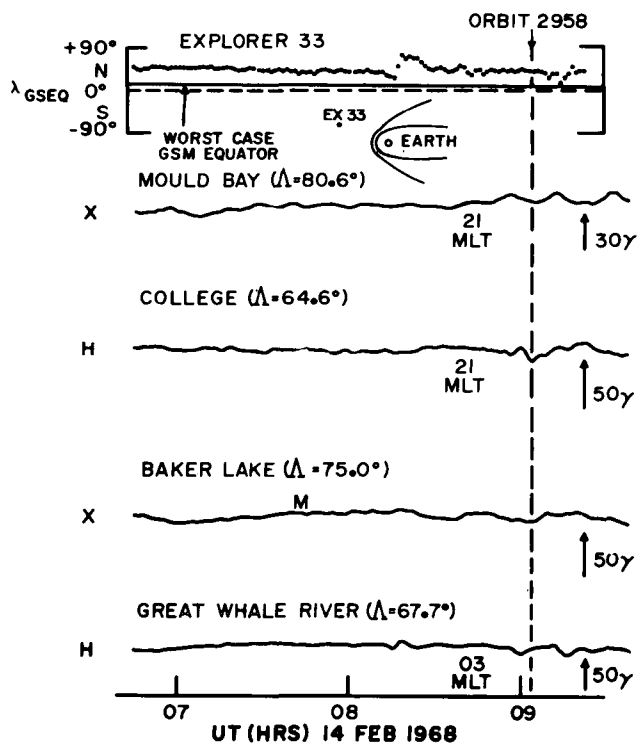 ORBIT 2958
+90° EXPLORER 33
N
λGSEQ 0°
S
-90°
WORST CASE
GSM EQUATOR
EX 33
EARTH
MOULD BAY (Λ=80.6°)
X
21
MLT
30γ
COLLEGE (Λ=64.6°)
H
21
MLT
50γ
BAKER LAKE (Λ=75.0°)
M
X
50γ
GREAT WHALE RIVER (Λ=67.7°)
H
03
MLT
50γ
07 08 09
UT (HRS) 14 FEB 1968